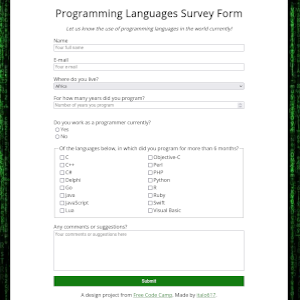 Programming Languages Survey Form
Let us know the use of programming languages in the world currently!
Name
Your full name
E-mail
Your e-mail
Where do you live?
Africa
For how many years did you program?
Number of years you program
Do you work as a programmer currently?
Yes
No
Of the languages below, in which did you program for more than 6 months?
C
Objective-C
C++
Perl
C#
PHP
Delphi
Python
Go
R
Java
Ruby
JavaScript
Swift
Lua
Visual Basic
Any comments or suggestions?
Your comments or suggestions here
Submit
A design project from Free Code Camp. Made by